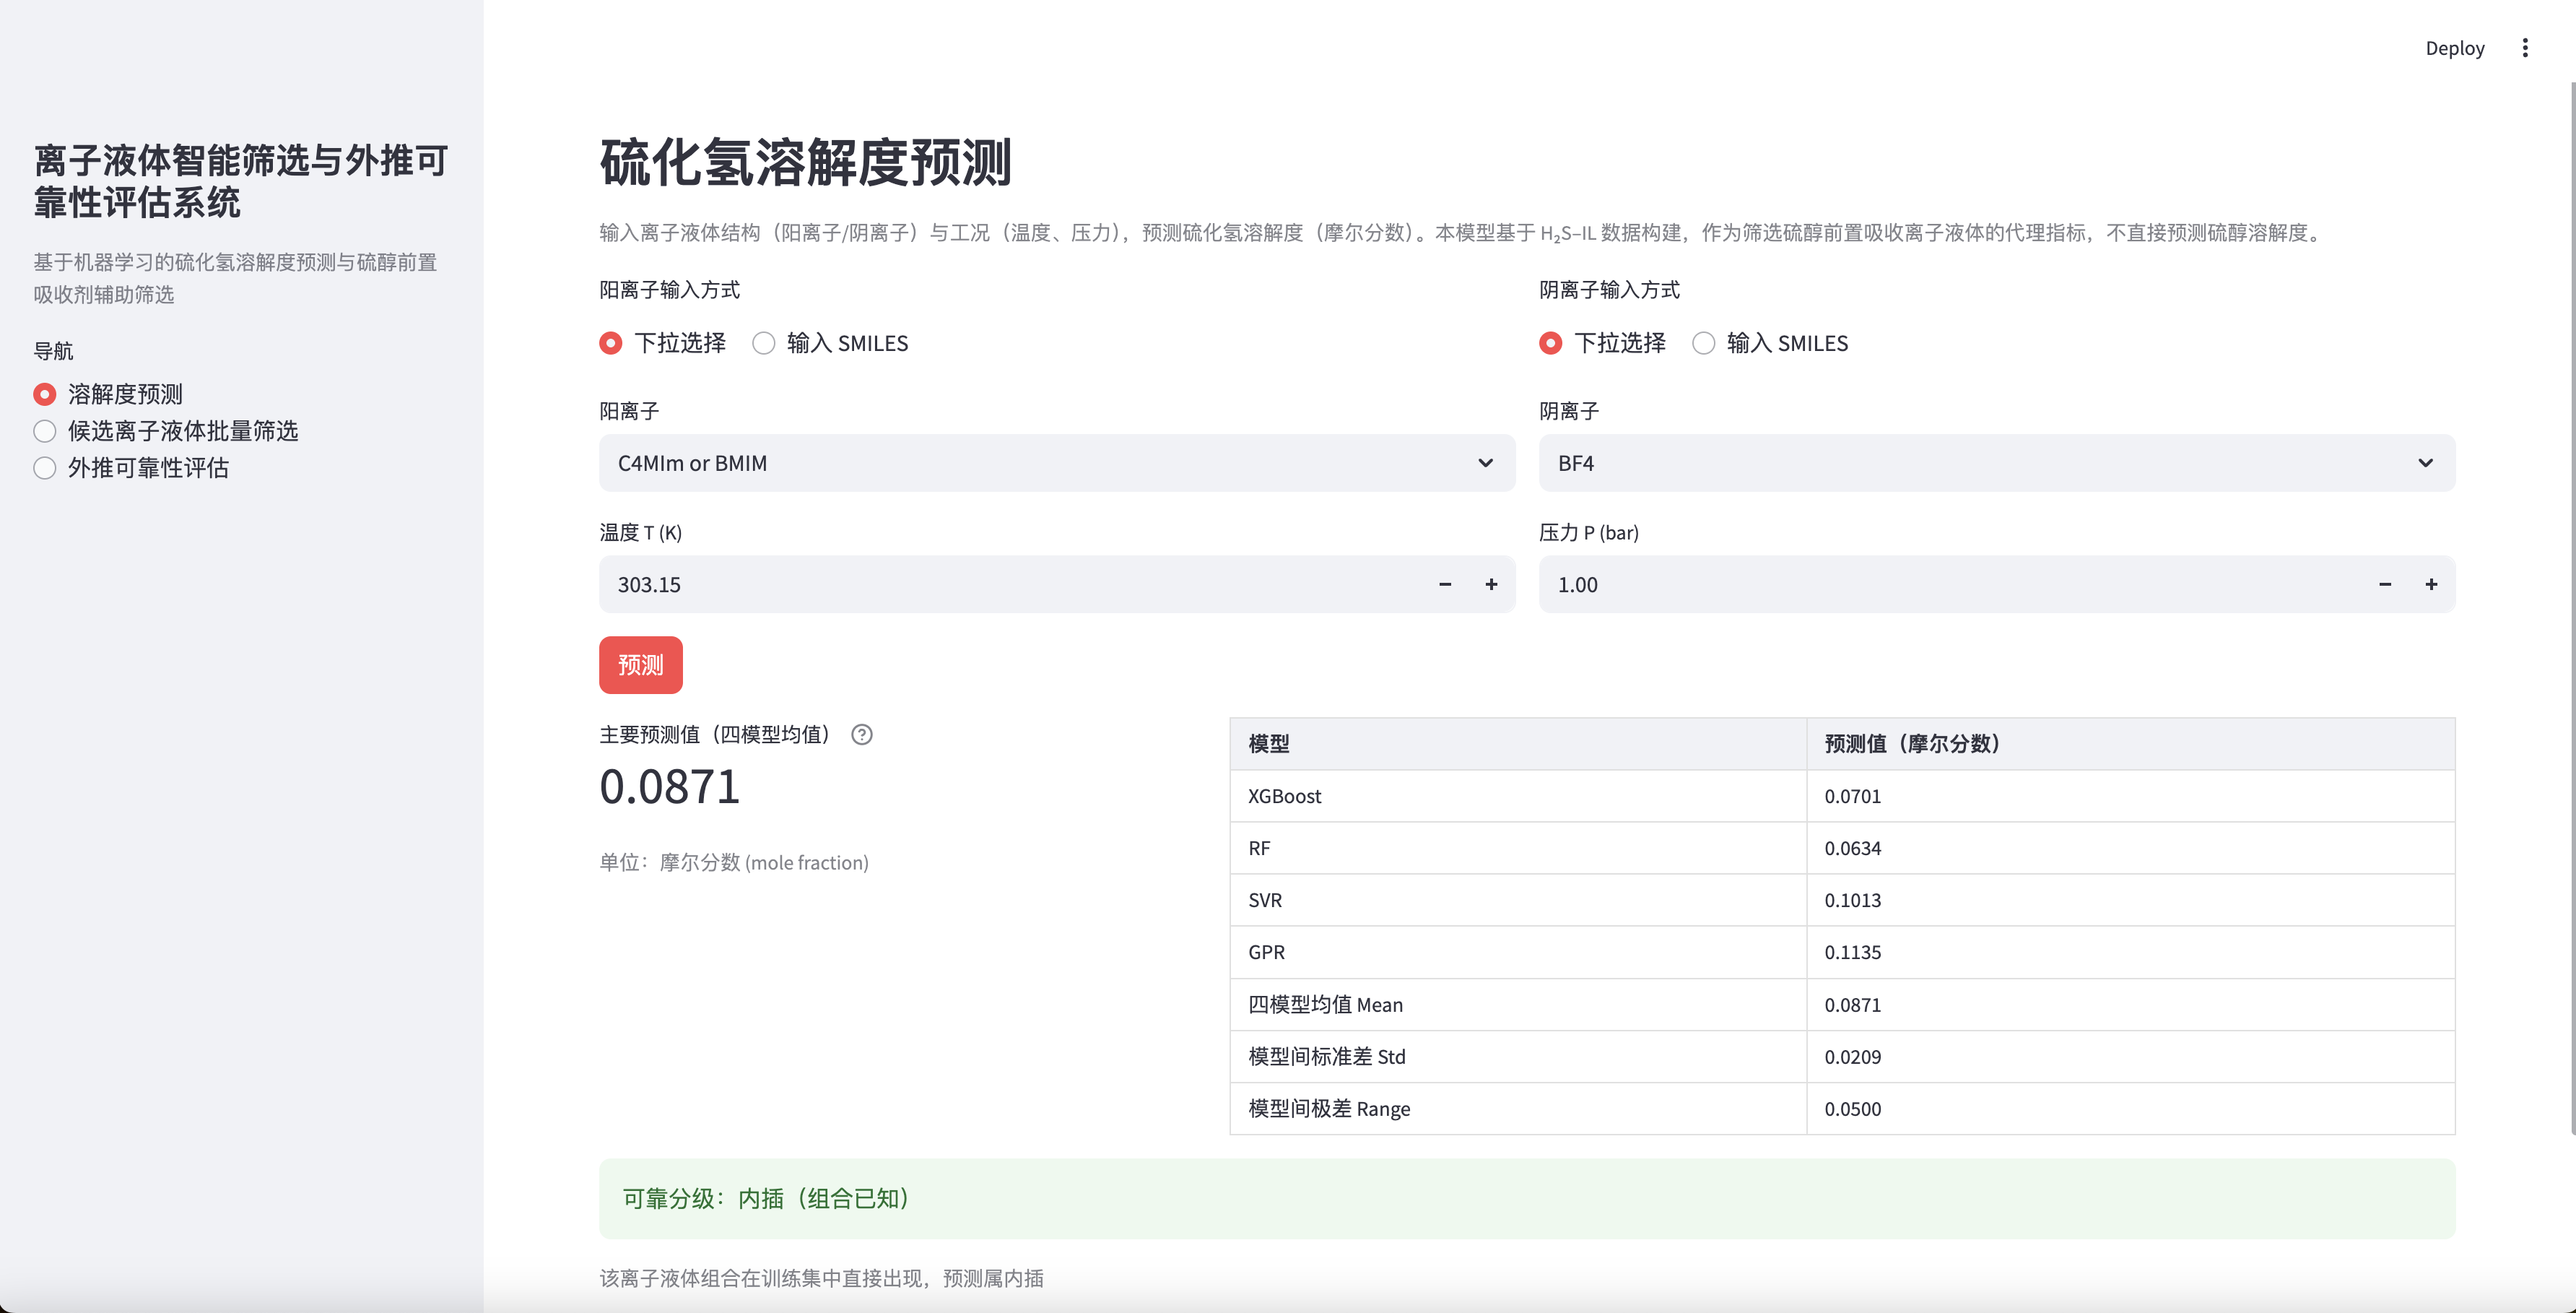 Deploy
离子液体智能筛选与外推可
靠性评估系统
基于机器学习的硫化氢溶解度预测与硫醇前置
吸收剂辅助筛选
导航
溶解度预测
候选离子液体批量筛选
外推可靠性评估
硫化氢溶解度预测
输入离子液体结构（阳离子/阴离子）与工况（温度、压力），预测硫化氢溶解度（摩尔分数）。本模型基于 H₂S–IL 数据构建，作为筛选硫醇前置吸收离子液体的代理指标，不直接预测硫醇溶解度。
阳离子输入方式
下拉选择 输入 SMILES
阴离子输入方式
下拉选择 输入 SMILES
阳离子
C4MIm or BMIM
阴离子
BF4
温度 T (K)
303.15 − +
压力 P (bar)
1.00 − +
预测
主要预测值（四模型均值） ?
0.0871
单位：摩尔分数 (mole fraction)
模型 预测值（摩尔分数）
XGBoost 0.0701
RF 0.0634
SVR 0.1013
GPR 0.1135
四模型均值 Mean 0.0871
模型间标准差 Std 0.0209
模型间极差 Range 0.0500
可靠分级：内插（组合已知）
该离子液体组合在训练集中直接出现，预测属内插